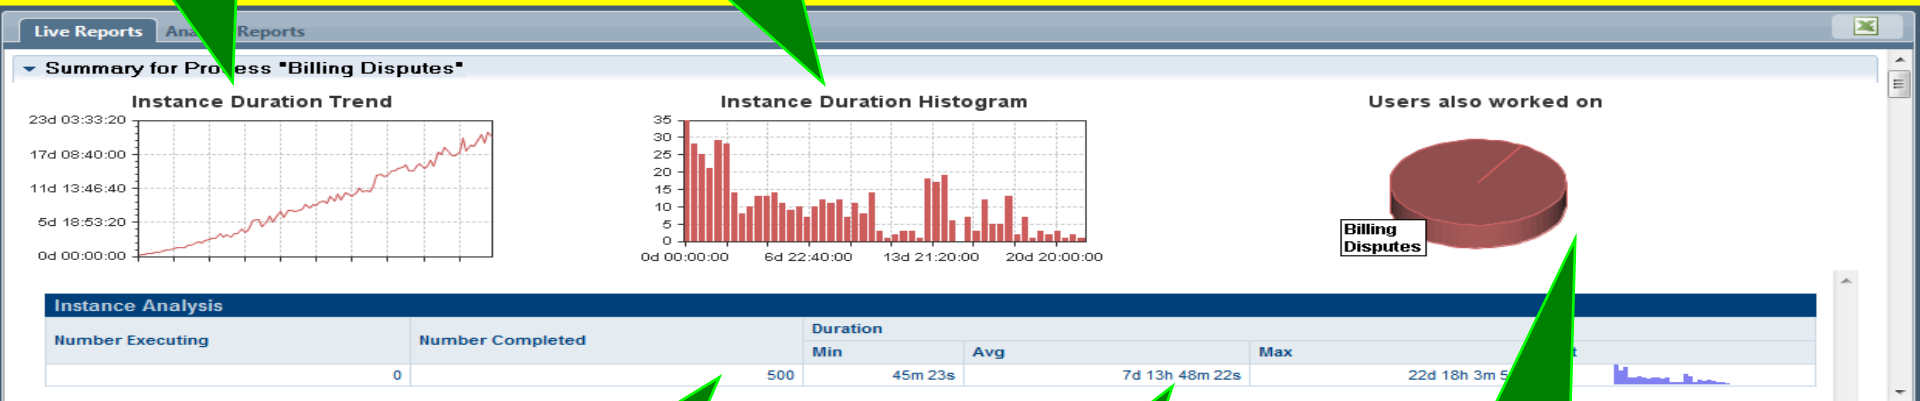 Live Reports Reports
Summary for Process "Billing Disputes"
Instance Duration Trend
23d 03:33:20
17d 08:40:00
11d 13:46:40
5d 18:53:20
0d 00:00:00
Instance Duration Histogram
35
30
25
20
15
10
5
0
0d 00:00:00 6d 22:40:00 13d 21:20:00 20d 20:00:00
Users also worked on
Billing
Disputes
Instance Analysis
Number Executing Number Completed Duration
Min Avg Max
0 500 45m 23s 7d 13h 48m 22s 22d 18h 3m